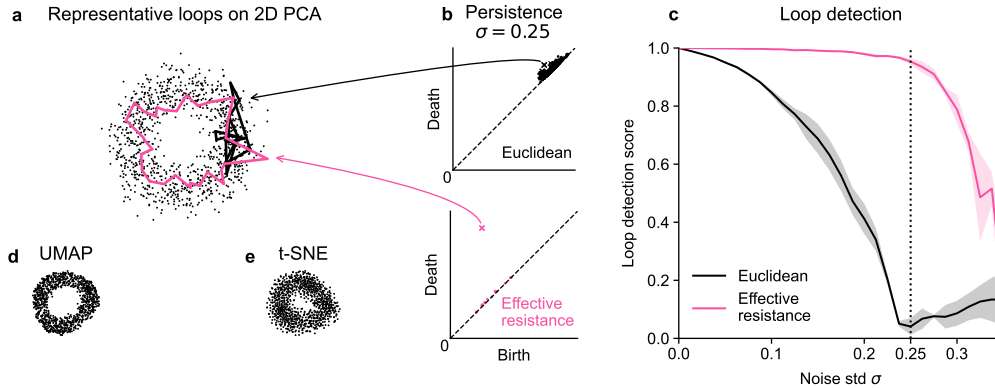 a
Representative loops on 2D PCA
b
Persistence
σ = 0.25
Death
Euclidean
0
Death
Effective
resistance
0
Birth
c
Loop detection
Loop detection score
1.0
0.8
0.6
0.4
0.2
0.0
Euclidean
Effective
resistance
0.0
0.1
0.2
0.25
0.3
Noise std σ
d
UMAP
e
t-SNE